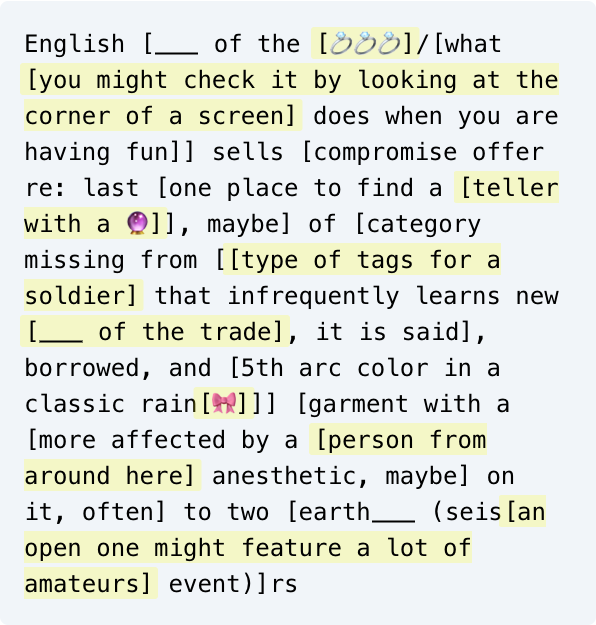 English [___ of the [💍💍💍]/[what
[you might check it by looking at the
corner of a screen] does when you are
having fun]] sells [compromise offer
re: last [one place to find a [teller
with a 🔮]], maybe] of [category
missing from [[type of tags for a
soldier] that infrequently learns new
[___ of the trade], it is said],
borrowed, and [5th arc color in a
classic rain[🎀]]] [garment with a
[more affected by a [person from
around here] anesthetic, maybe] on
it, often] to two [earth___ (seis[an
open one might feature a lot of
amateurs] event)]rs